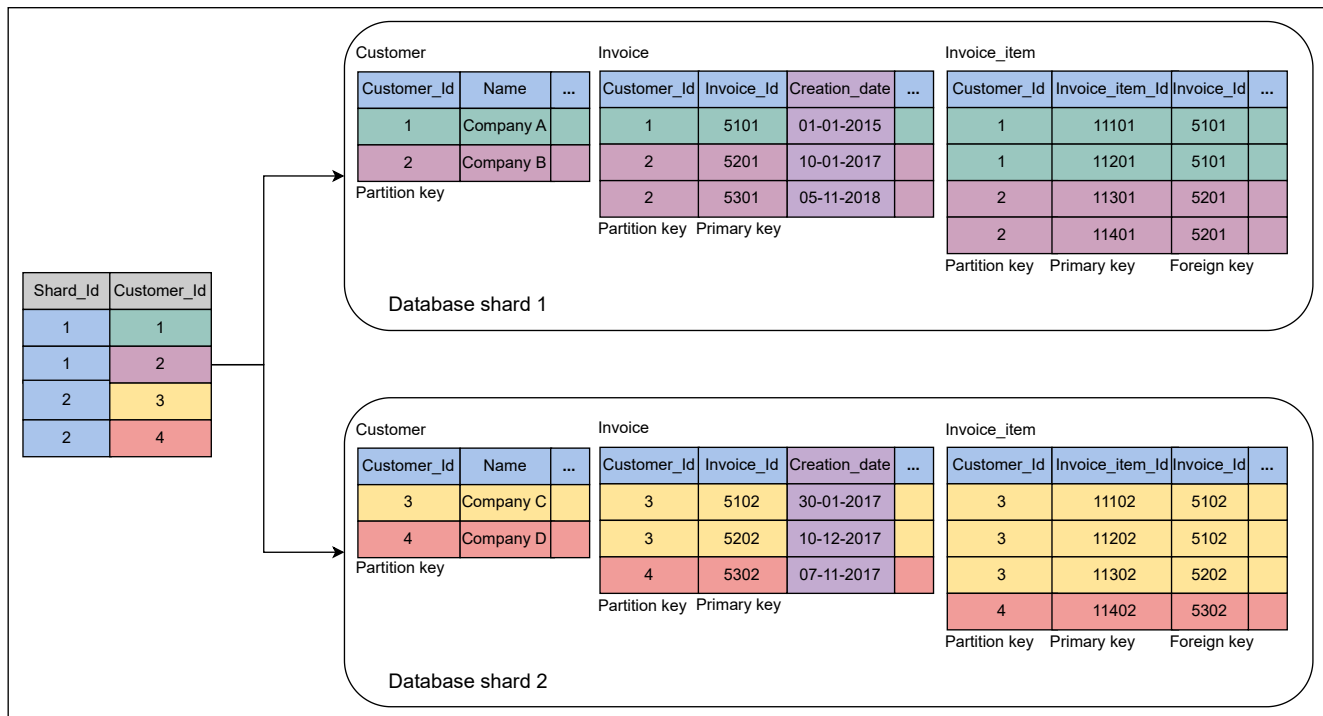 Shard_Id Customer_Id
1 1
1 2
2 3
2 4
Customer
Customer_Id Name ...
1 Company A
2 Company B
Partition key
Invoice
Customer_Id Invoice_Id Creation_date ...
1 5101 01-01-2015
2 5201 10-01-2017
2 5301 05-11-2018
Partition key Primary key
Invoice_item
Customer_Id Invoice_item_Id Invoice_Id ...
1 11101 5101
1 11201 5101
2 11301 5201
2 11401 5201
Partition key Primary key Foreign key
Database shard 1
Customer
Customer_Id Name ...
3 Company C
4 Company D
Partition key
Invoice
Customer_Id Invoice_Id Creation_date ...
3 5102 30-01-2017
3 5202 10-12-2017
4 5302 07-11-2017
Partition key Primary key
Invoice_item
Customer_Id Invoice_item_Id Invoice_Id ...
3 11102 5102
3 11202 5102
3 11302 5202
4 11402 5302
Partition key Primary key Foreign key
Database shard 2